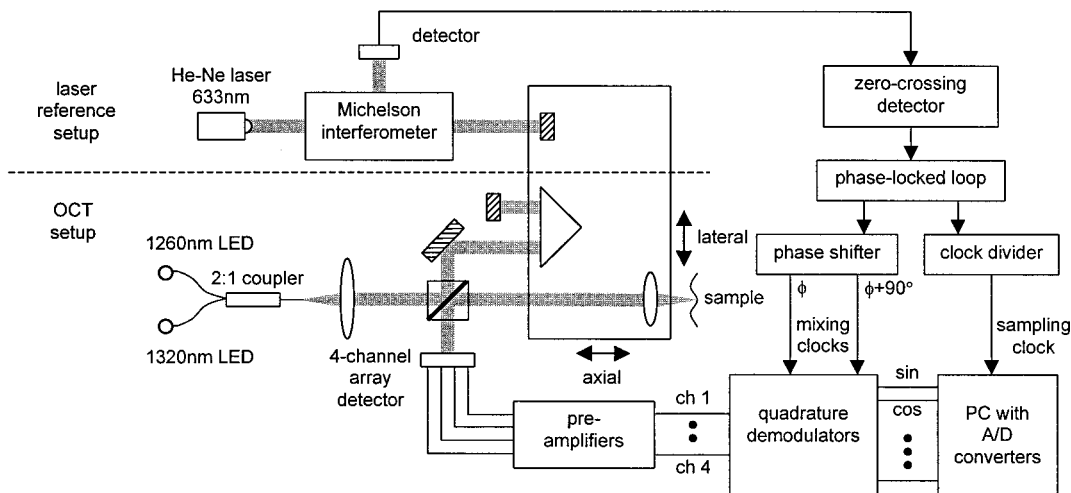 detector
He-Ne laser
633nm
laser
reference
setup
Michelson
interferometer
zero-crossing
detector
phase-locked loop
OCT
setup
1260nm LED
2:1 coupler
1320nm LED
lateral
sample
axial
phase shifter
clock divider
ϕ
ϕ+90°
mixing
clocks
sampling
clock
4-channel
array
detector
pre-
amplifiers
ch 1
ch 4
quadrature
demodulators
sin
cos
PC with
A/D
converters